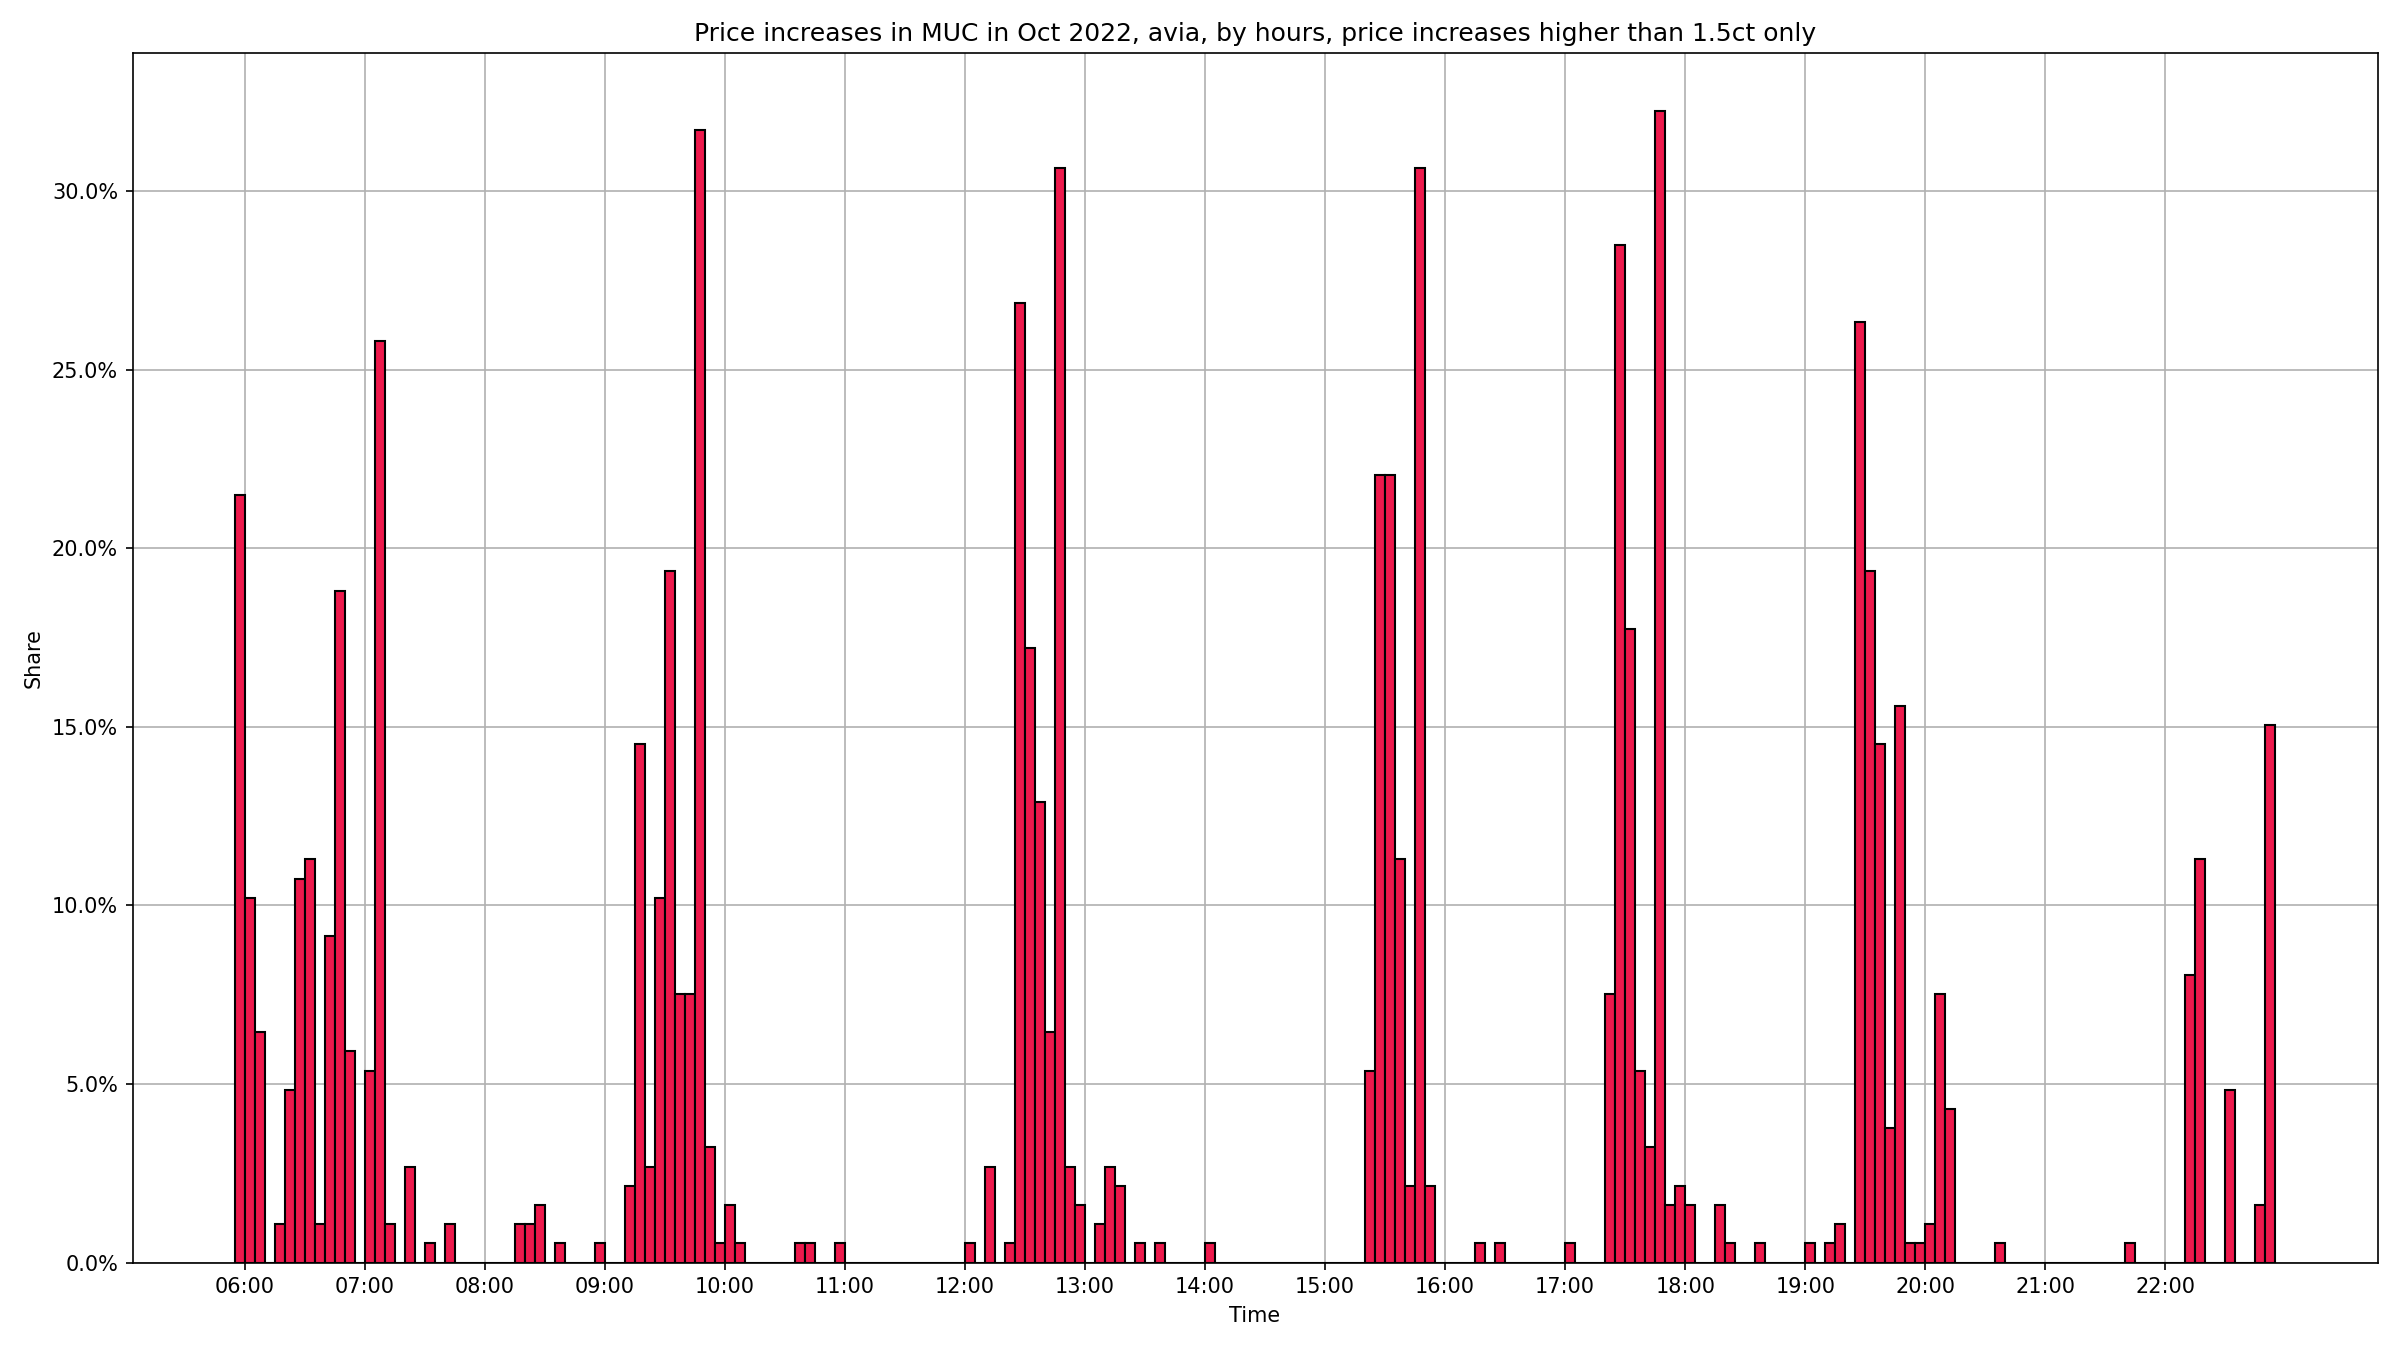 Price increases in MUC in Oct 2022, avia, by hours, price increases higher than 1.5ct only
Share
30.0%
25.0%
20.0%
15.0%
10.0%
5.0%
0.0%
06:00 07:00 08:00 09:00 10:00 11:00 12:00 13:00 14:00 15:00 16:00 17:00 18:00 19:00 20:00 21:00 22:00
Time